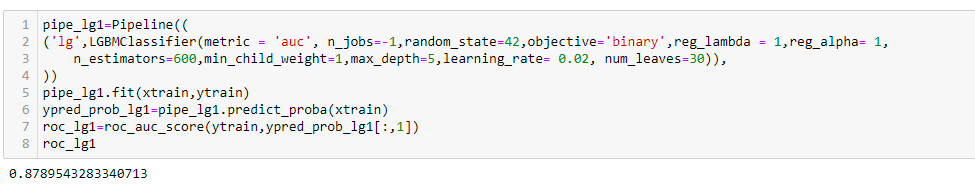 1 pipe_lg1=Pipeline((
2 ('lg',LGBMClassifier(metric = 'auc', n_jobs=-1,random_state=42,objective='binary',reg_lambda = 1,reg_alpha= 1,
3     n_estimators=600,min_child_weight=1,max_depth=5,learning_rate= 0.02, num_leaves=30)),
4 ))
5 pipe_lg1.fit(xtrain,ytrain)
6 ypred_prob_lg1=pipe_lg1.predict_proba(xtrain)
7 roc_lg1=roc_auc_score(ytrain,ypred_prob_lg1[:,1])
8 roc_lg1
0.8789543283340713